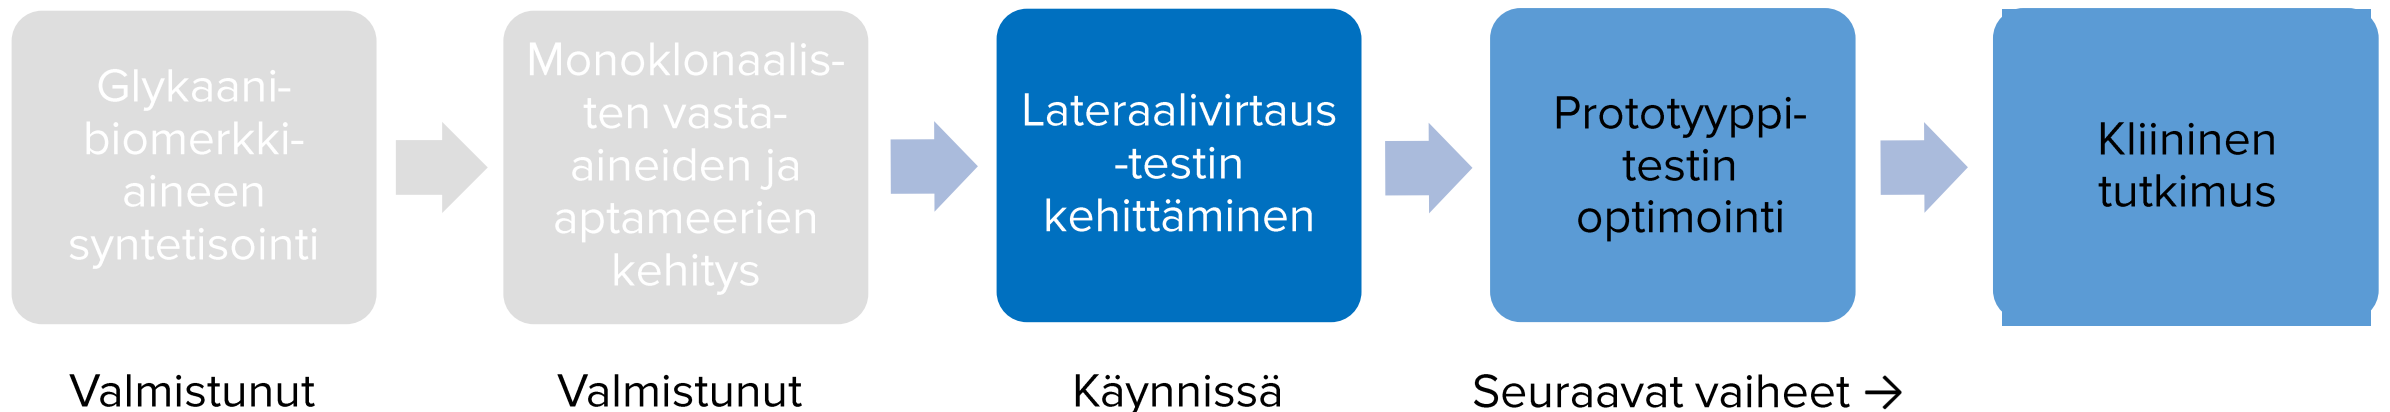 Glykaani-
biomerkki-
aineen
syntetisointi
Monoklonaalis-
ten vasta-
aineiden ja
aptameerien
kehitys
Lateraalivirtaus
-testin
kehittäminen
Prototyyppi-
testin
optimointi
Kliininen
tutkimus
Valmistunut
Valmistunut
Käynnissä
Seuraavat vaiheet →